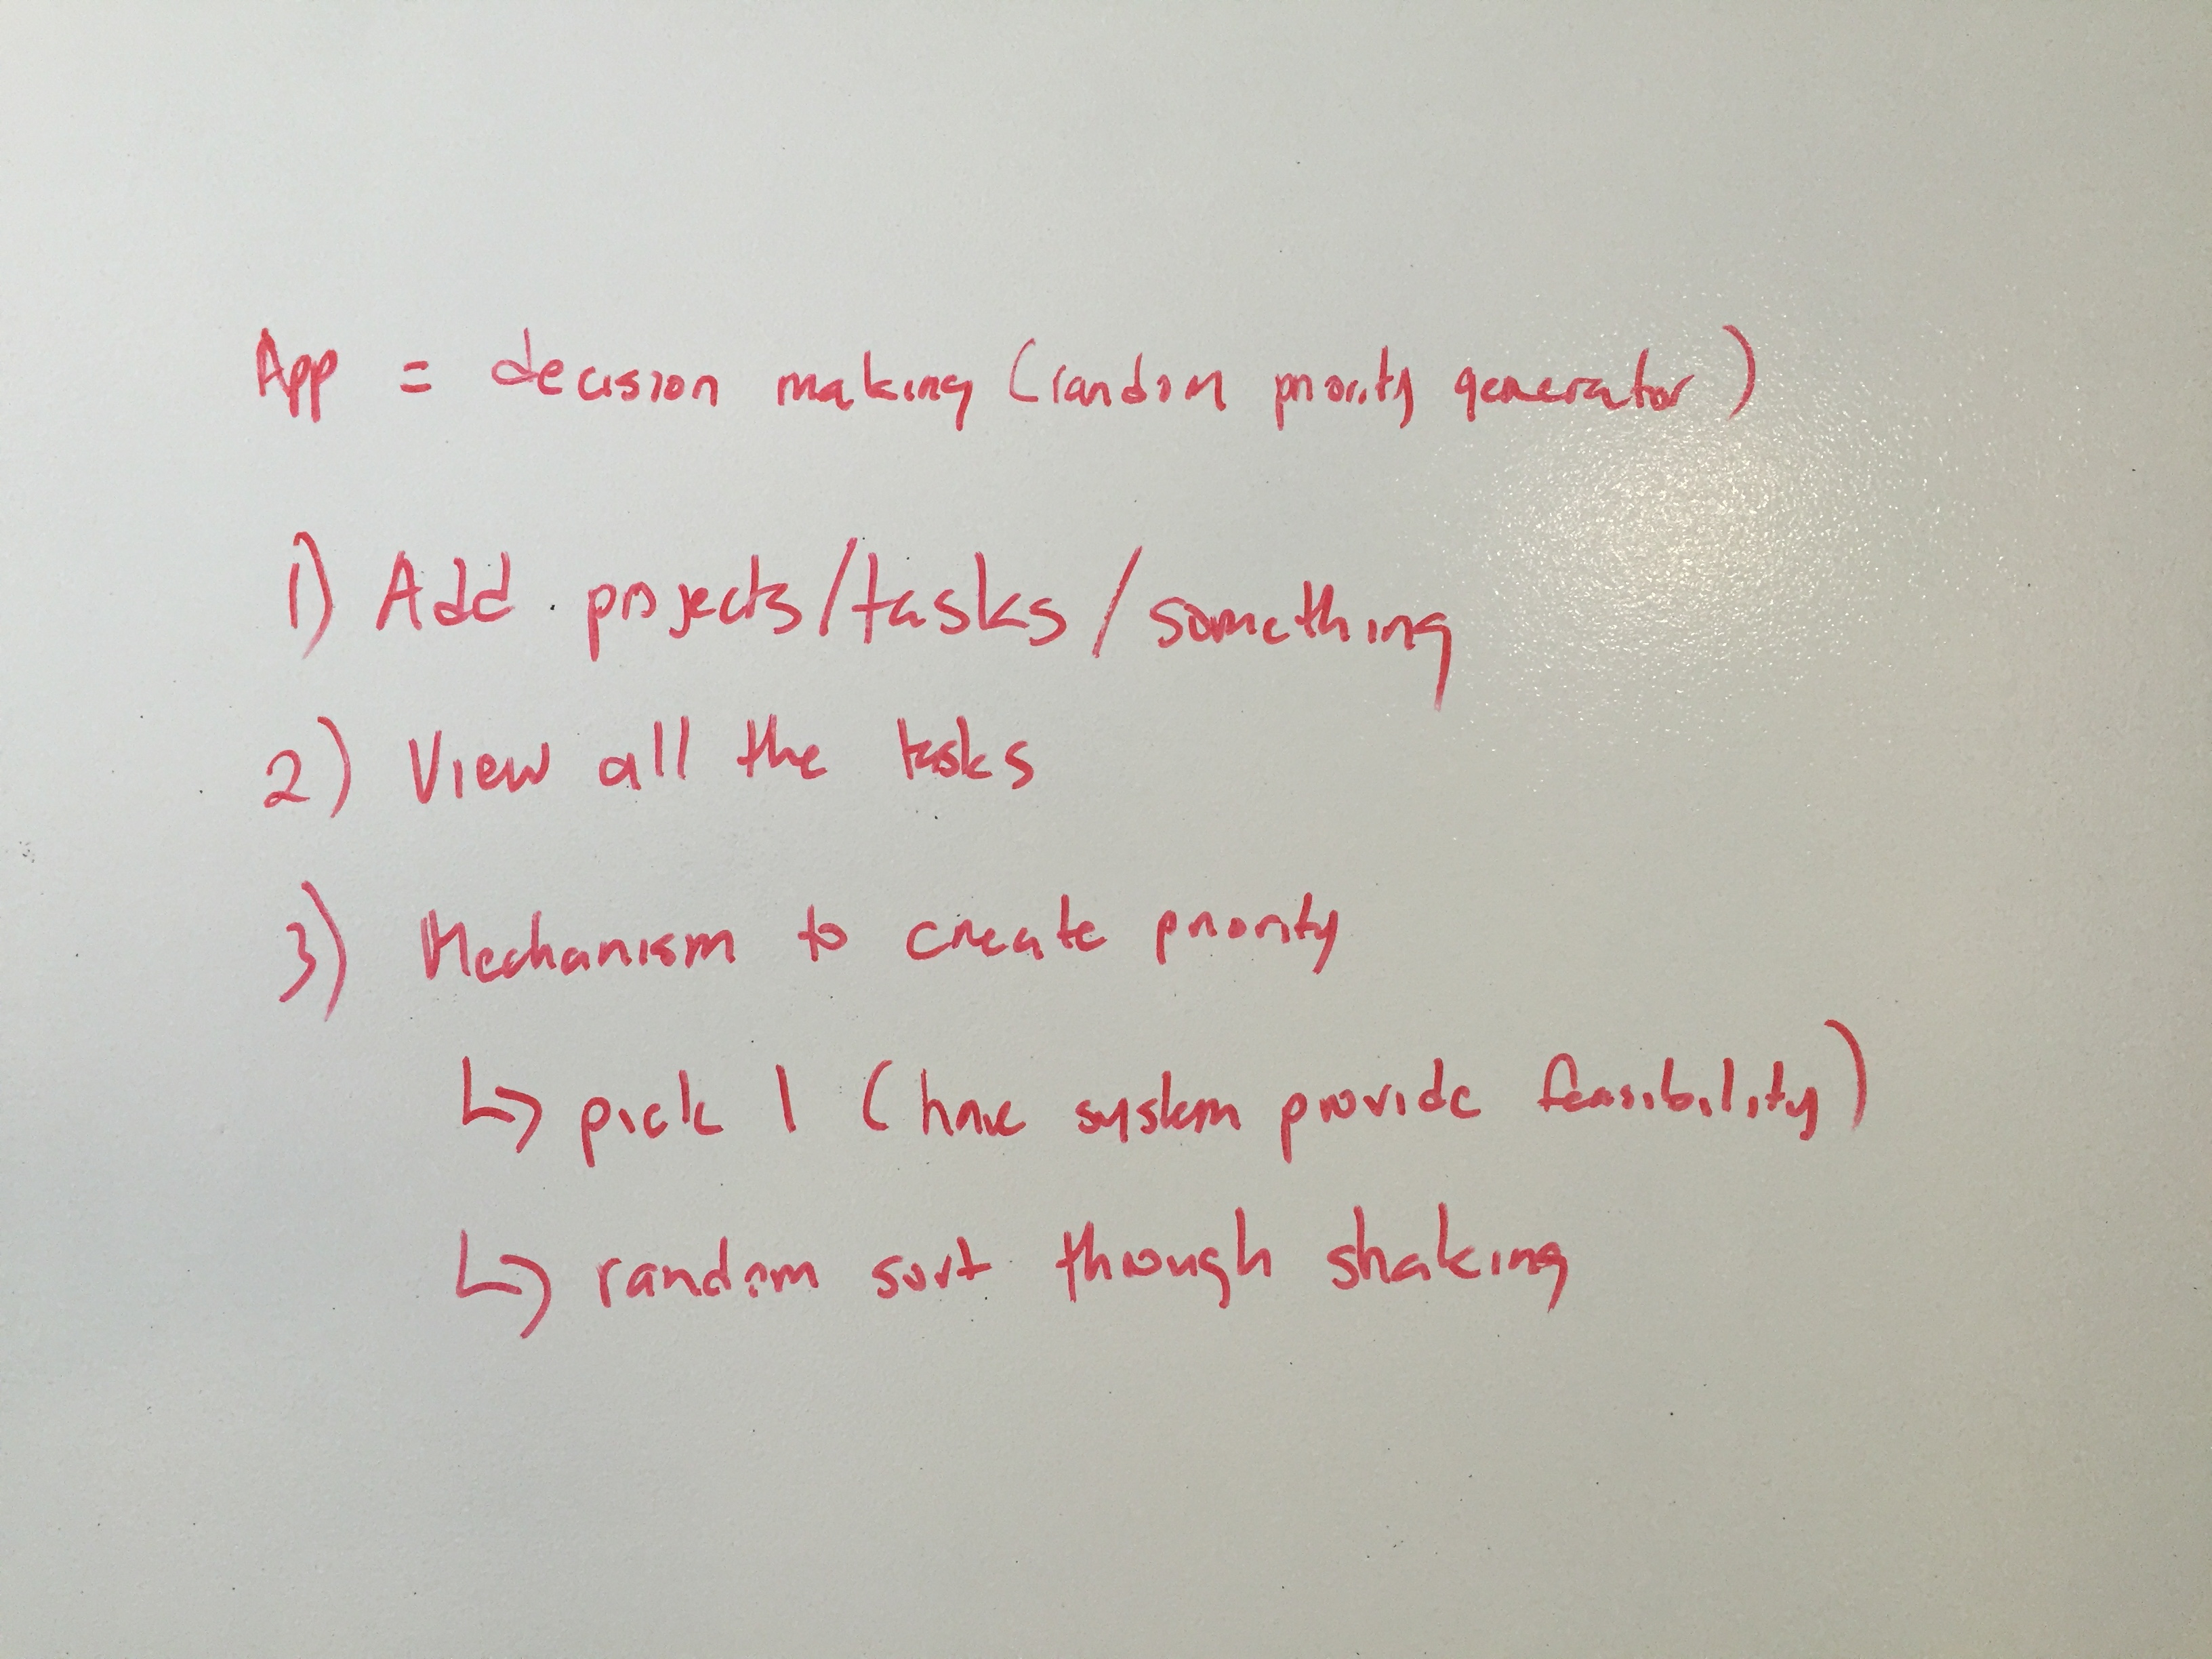 App = decision making (random priority generator)
1) Add projects/tasks/something
2) View all the tasks
3) Mechanism to create priority
↳ pick 1 (have system provide feasibility)
↳ random sort through shaking